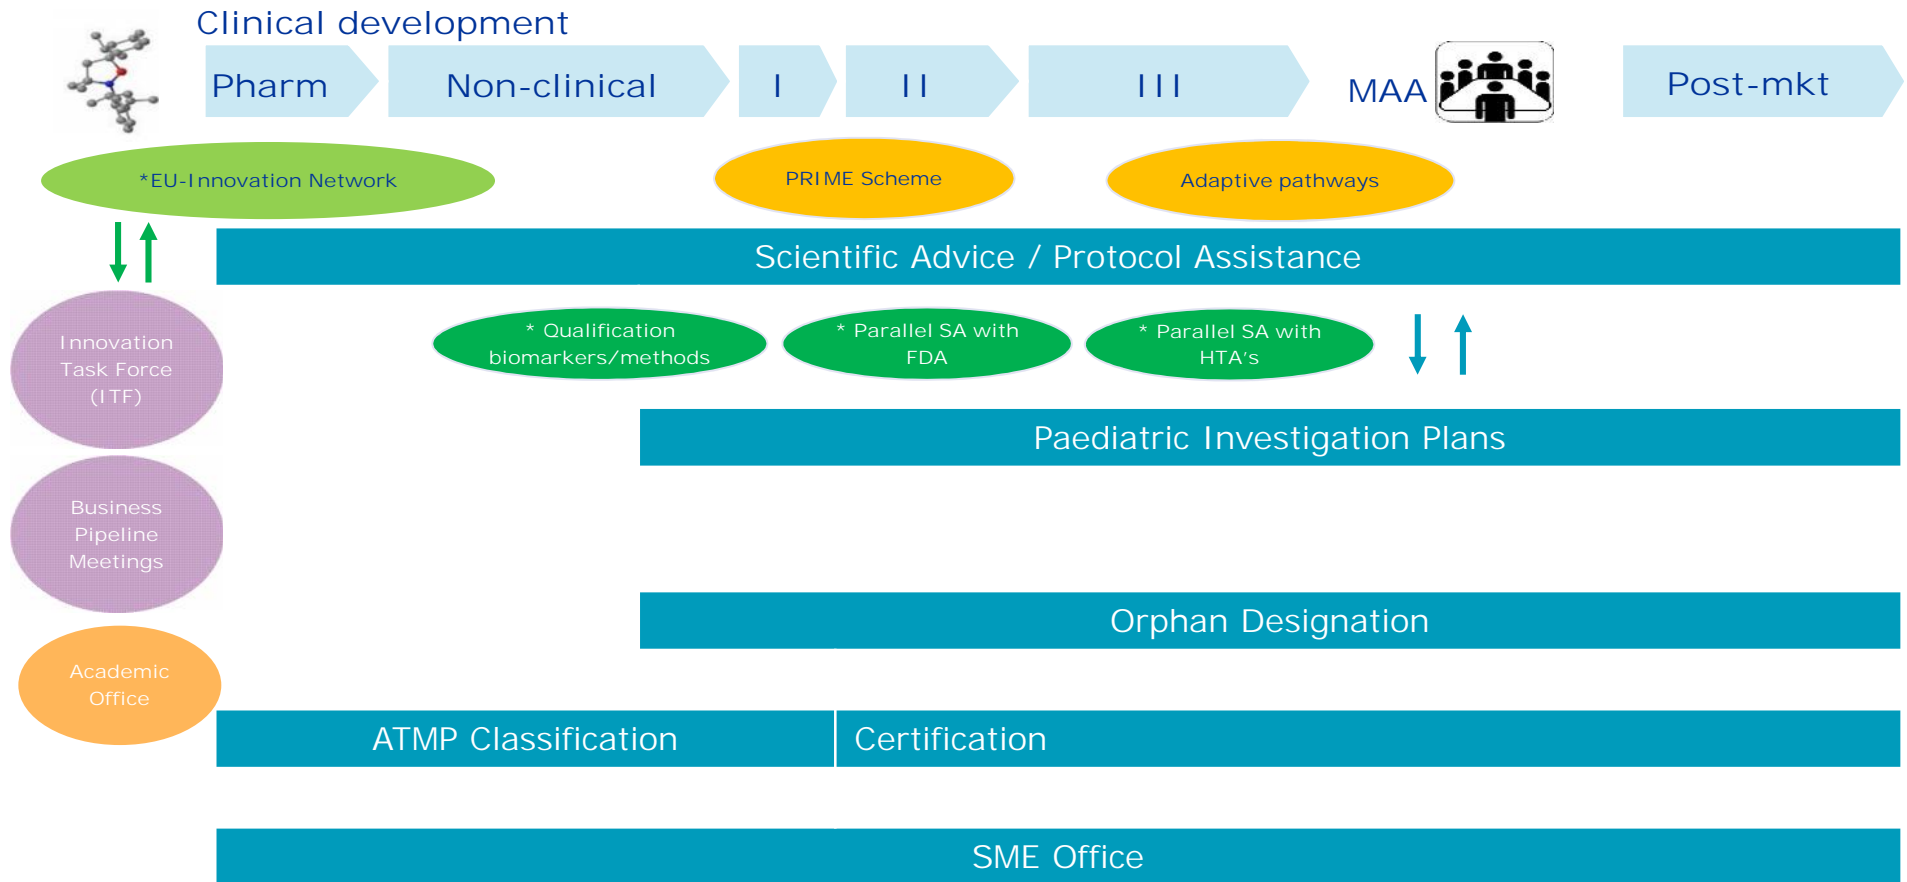 Clinical development
Pharm
Non-clinical
I
II
III
MAA
Post-mkt
*EU-Innovation Network
PRIME Scheme
Adaptive pathways
Scientific Advice / Protocol Assistance
Innovation
Task Force
(ITF)
* Qualification
biomarkers/methods
* Parallel SA with
FDA
* Parallel SA with
HTA's
Paediatric Investigation Plans
Business
Pipeline
Meetings
Orphan Designation
Academic
Office
ATMP Classification
Certification
SME Office